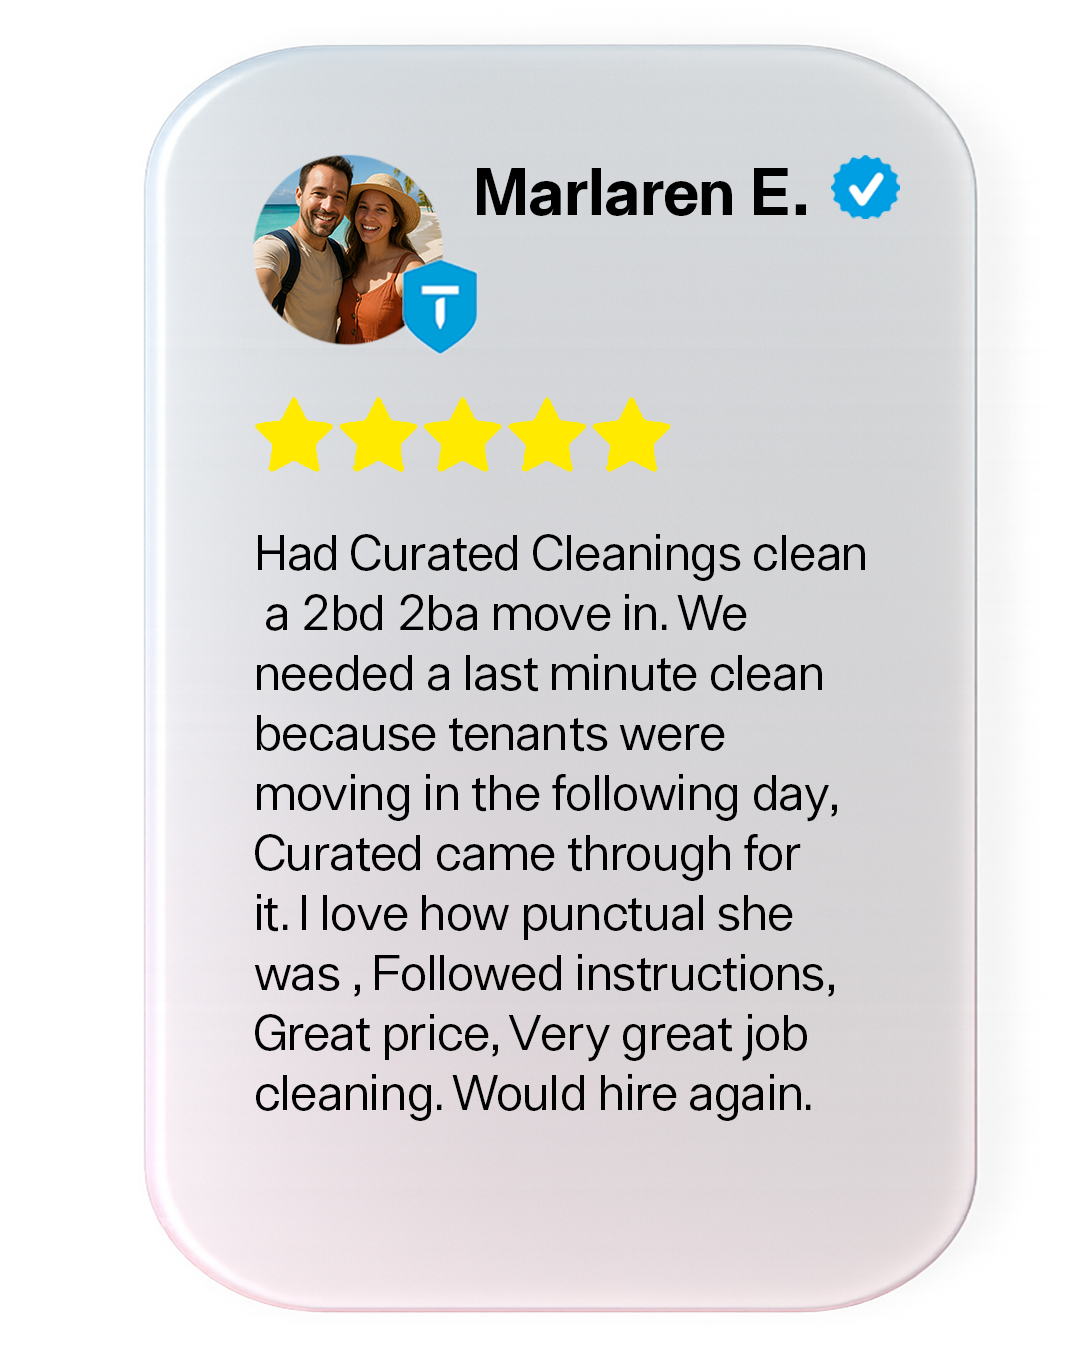 Marlaren E.
T
Had Curated Cleanings clean
a 2bd 2ba move in. We
needed a last minute clean
because tenants were
moving in the following day,
Curated came through for
it. I love how punctual she
was , Followed instructions,
Great price, Very great job
cleaning. Would hire again.